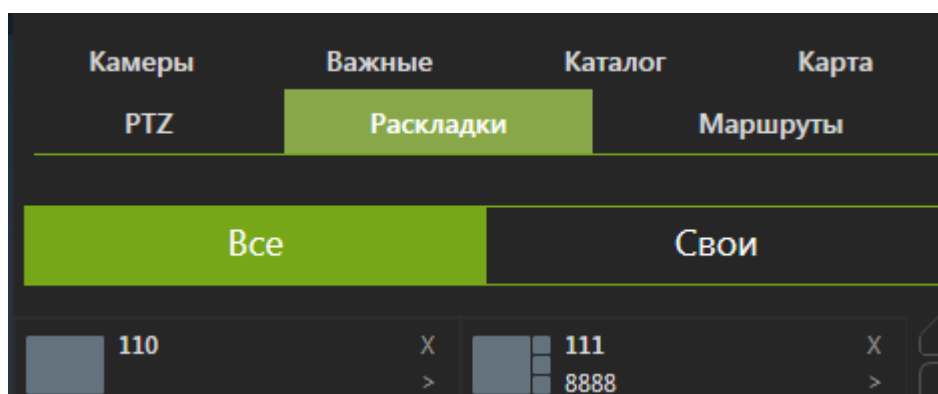 Камеры Важные Каталог Карта
PTZ Раскладки Маршруты
Все Свои
110 X 111 X
> 8888 >